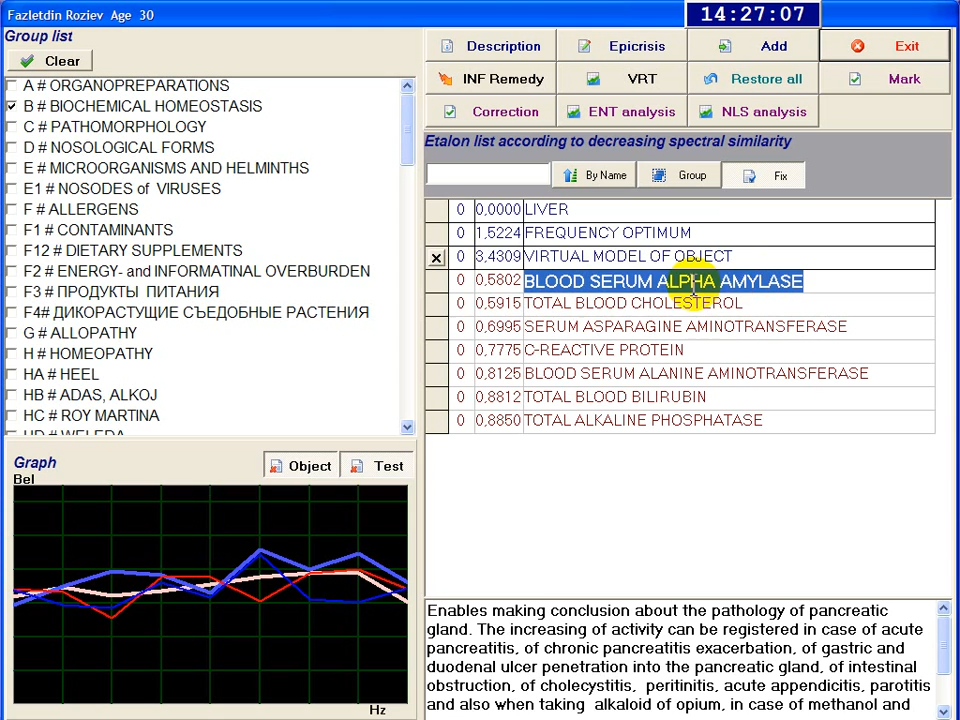 Fazletdin Roziev Age 30
14:27:07
Group list
Clear
A # ORGANOPREPARATIONS
B # BIOCHEMICAL HOMEOSTASIS
C # PATHOMORPHOLOGY
D # NOSOLOGICAL FORMS
E # MICROORGANISMS AND HELMINTHS
E1 # NOSODES of VIRUSES
F # ALLERGENS
F1 # CONTAMINANTS
F12 # DIETARY SUPPLEMENTS
F2 # ENERGY- and INFORMATINAL OVERBURDEN
F3 # ПРОДУКТЫ ПИТАНИЯ
F4# ДИКОРАСТУЩИЕ СЪЕДОБНЫЕ РАСТЕНИЯ
G # ALLOPATHY
H # HOMEOPATHY
HA # HEEL
HB # ADAS, ALKOJ
HC # ROY MARTINA
HD # WELEDA
Graph
Object
Test
Bel
Hz
Description
Epicrisis
Add
Exit
INF Remedy
VRT
Restore all
Mark
Correction
ENT analysis
NLS analysis
Etalon list according to decreasing spectral similarity
By Name
Group
Fix
0 0,0000 LIVER
0 1,5224 FREQUENCY OPTIMUM
0 3,4309 VIRTUAL MODEL OF OBJECT
0 0,5802 BLOOD SERUM ALPHA AMYLASE
0 0,5915 TOTAL BLOOD CHOLESTEROL
0 0,6995 SERUM ASPARAGINE AMINOTRANSFERASE
0 0,7775 C-REACTIVE PROTEIN
0 0,8125 BLOOD SERUM ALANINE AMINOTRANSFERASE
0 0,8812 TOTAL BLOOD BILIRUBIN
0 0,8850 TOTAL ALKALINE PHOSPHATASE
Enables making conclusion about the pathology of pancreatic
gland. The increasing of activity can be registered in case of acute
pancreatitis, of chronic pancreatitis exacerbation, of gastric and
duodenal ulcer penetration into the pancreatic gland, of intestinal
obstruction, of cholecystitis, peritinitis, acute appendicitis, parotitis
and also when taking alkaloid of opium, in case of methanol and